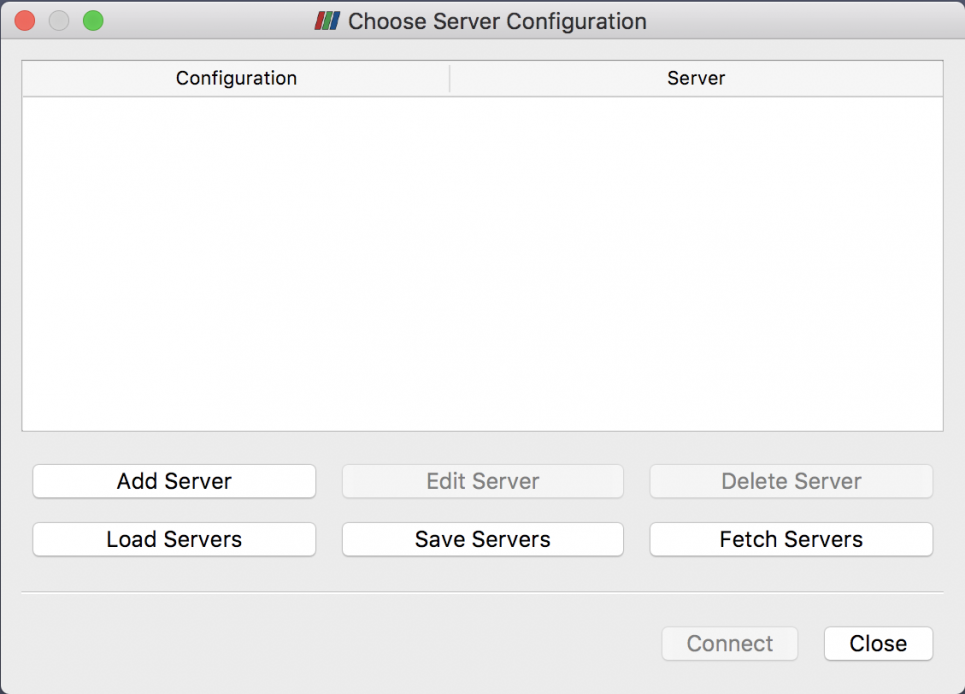 Choose Server Configuration
Configuration Server
Add Server Edit Server Delete Server
Load Servers Save Servers Fetch Servers
Connect Close